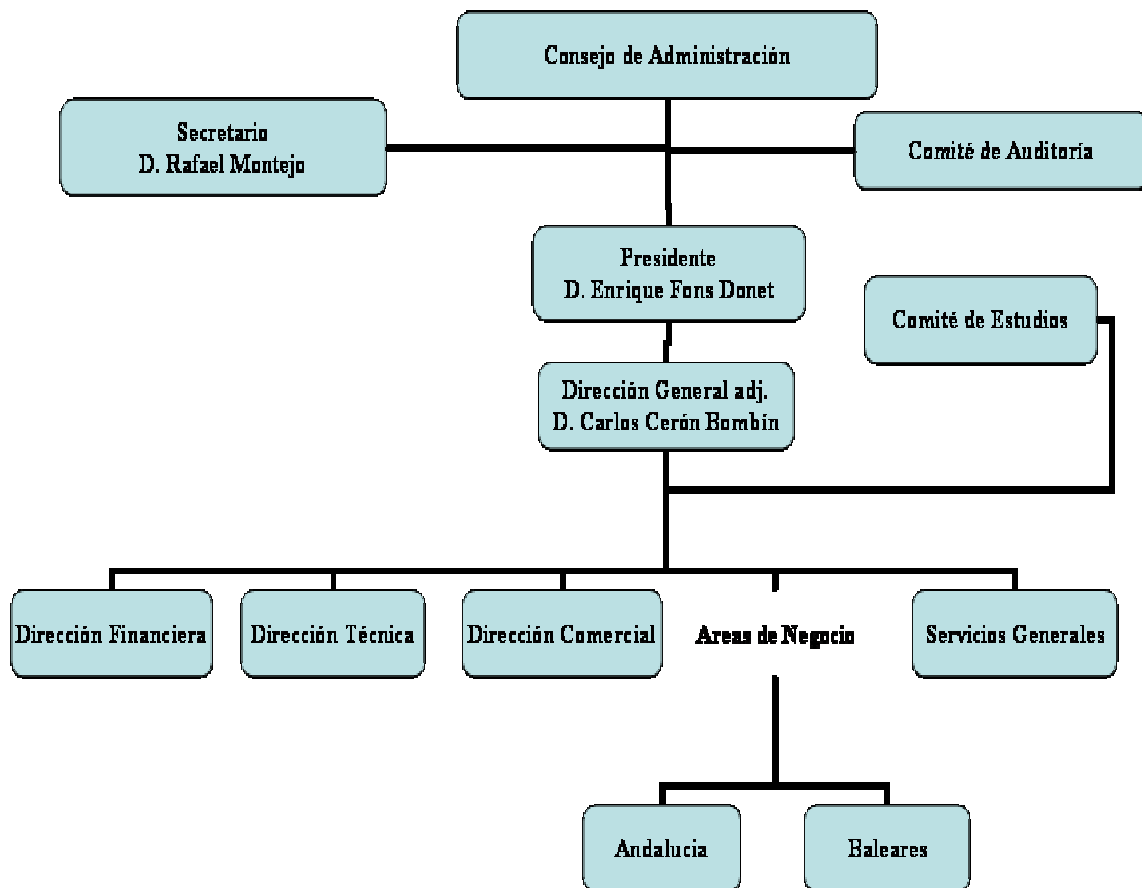 Consejo de Administración
Secretario
D. Rafael Montejo
Comité de Auditoría
Presidente
D. Enrique Fons Donet
Comité de Estudios
Dirección General adj.
D. Carlos Cerón Bombín
Dirección Financiera
Dirección Técnica
Dirección Comercial
Areas de Negocio
Servicios Generales
Andalucia
Baleares